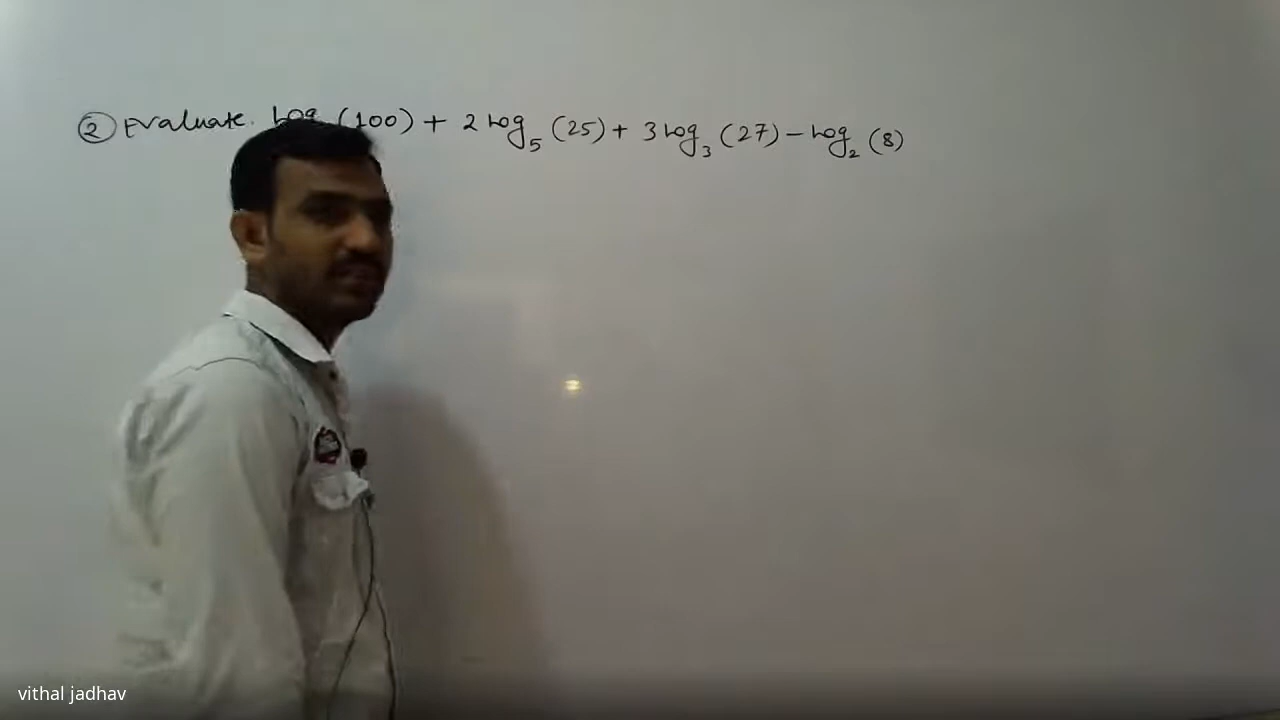 ② Evaluate. log (100) + 2 log₅ (25) + 3 log₃ (27) − log₂ (8)
vithal jadhav